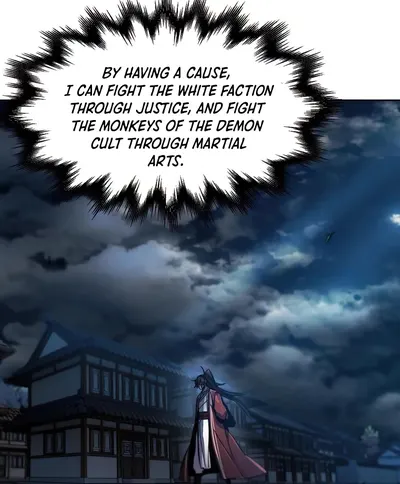 BY HAVING A CAUSE,
I CAN FIGHT THE WHITE FACTION
THROUGH JUSTICE, AND FIGHT
THE MONKEYS OF THE DEMON
CULT THROUGH MARTIAL
ARTS.